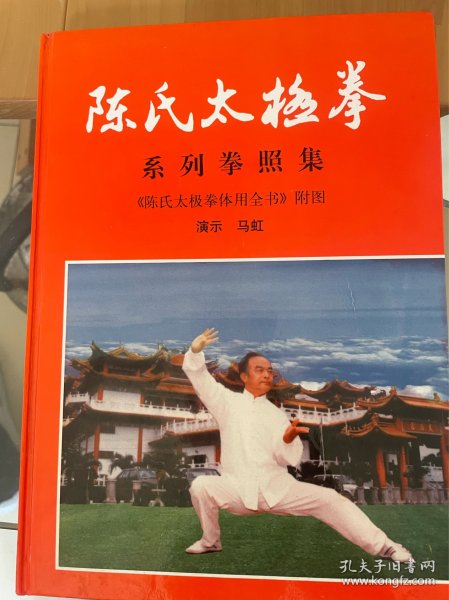 陈氏太极拳
系列拳照集
《陈氏太极拳体用全书》附图
演示 马虹
孔夫子旧书网
www.kongfz.com